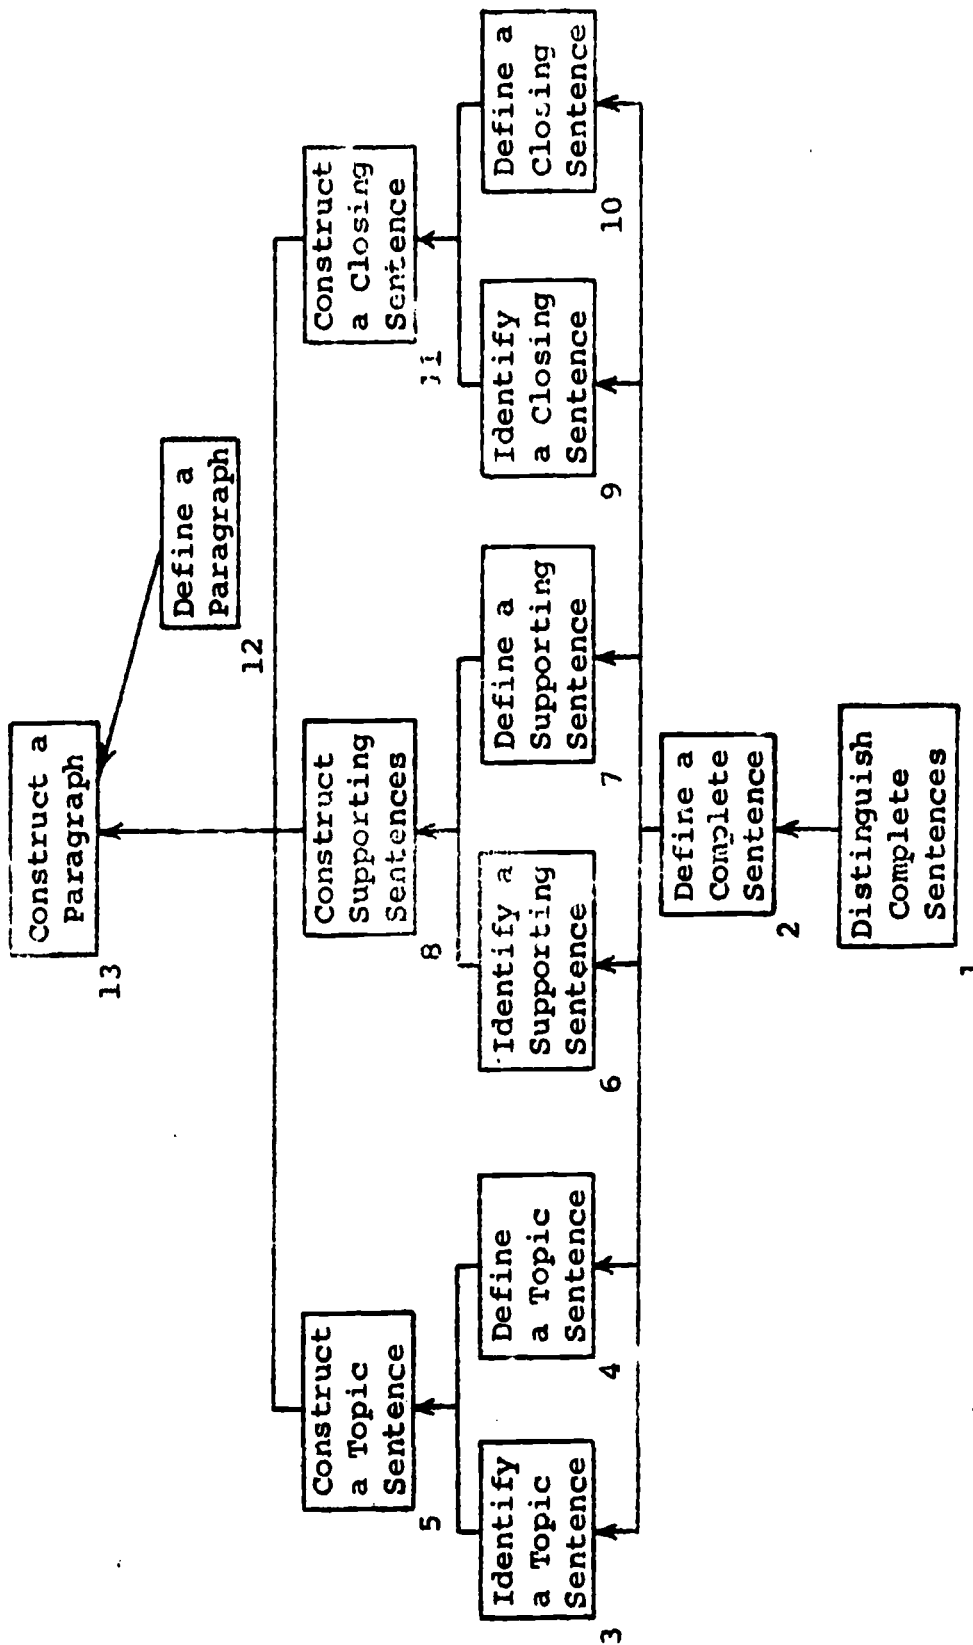 Construct a
Paragraph
13
Define a
Paragraph
12
Construct
a Topic
Sentence
5
Construct
Supporting
Sentences
8
Construct
a Closing
Sentence
11
Identify
a Topic
Sentence
3
Define
a Topic
Sentence
4
Identify a
Supporting
Sentence
6
Define a
Supporting
Sentence
7
Identify
a Closing
Sentence
9
Define a
Closing
Sentence
10
Define a
Complete
Sentence
2
Distinguish
Complete
Sentences
1